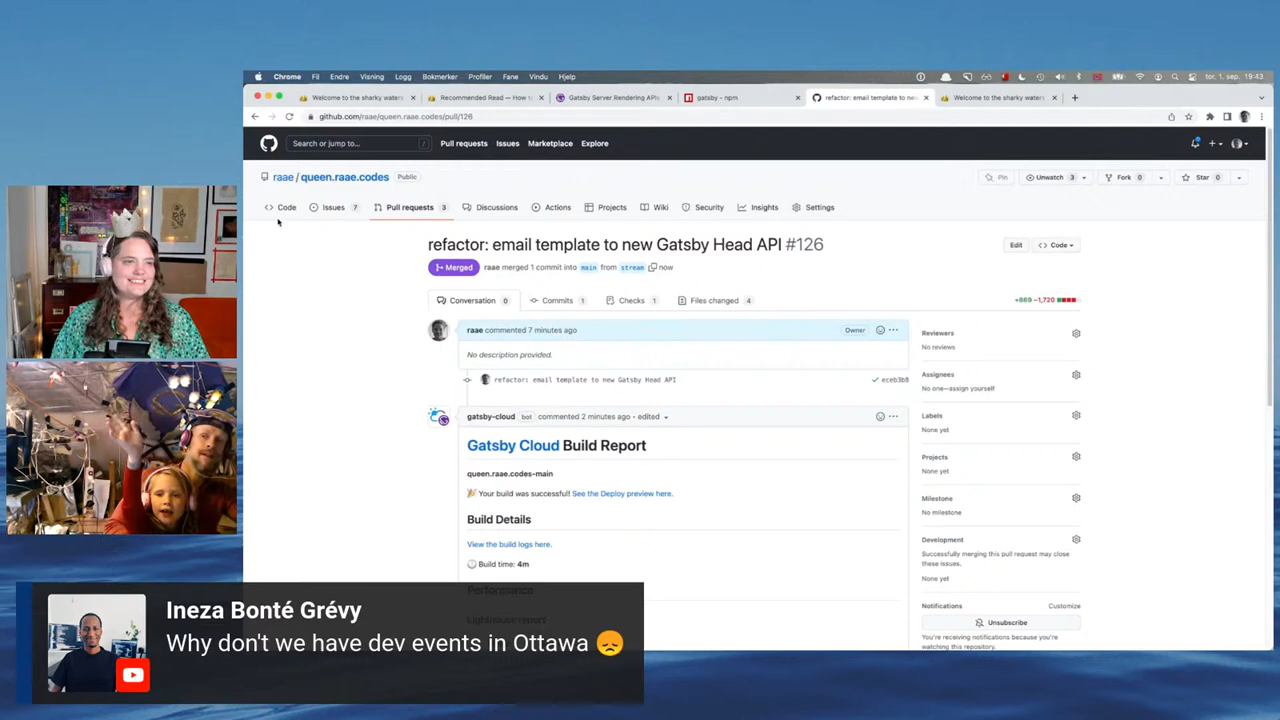 Chrome Fil Endre Visning Logg Bokmerker Profiler Fane Vindu Hjelp tor. 1. sep. 19:43
Welcome to the sharky waters
Recommended Read — How t
Gatsby Server Rendering APIs
gatsby - npm
refactor: email template to new
Welcome to the sharky waters
github.com/raae/queen.raae.codes/pull/126
Search or jump to... / Pull requests Issues Marketplace Explore
raae / queen.raae.codes Public Pin Unwatch 3 Fork 0 Star 0
Code Issues 7 Pull requests 3 Discussions Actions Projects Wiki Security Insights Settings
refactor: email template to new Gatsby Head API #126 Edit Code
Merged raae merged 1 commit into main from stream now
Conversation 0 Commits 1 Checks 1 Files changed 4 +869 −1,720
raae commented 7 minutes ago Owner
No description provided.
refactor: email template to new Gatsby Head API eceb3b8
gatsby-cloud bot commented 2 minutes ago • edited
Gatsby Cloud Build Report
queen.raae.codes-main
🎉 Your build was successful! See the Deploy preview here.
Build Details
View the build logs here.
🕐 Build time: 4m
Performance
Lighthouse report
Reviewers
No reviews
Assignees
No one—assign yourself
Labels
None yet
Projects
None yet
Milestone
No milestone
Development
Successfully merging this pull request may close
these issues.
None yet
Notifications Customize
Unsubscribe
You're receiving notifications because you're
watching this repository.
Ineza Bonté Grévy
Why don't we have dev events in Ottawa 😞